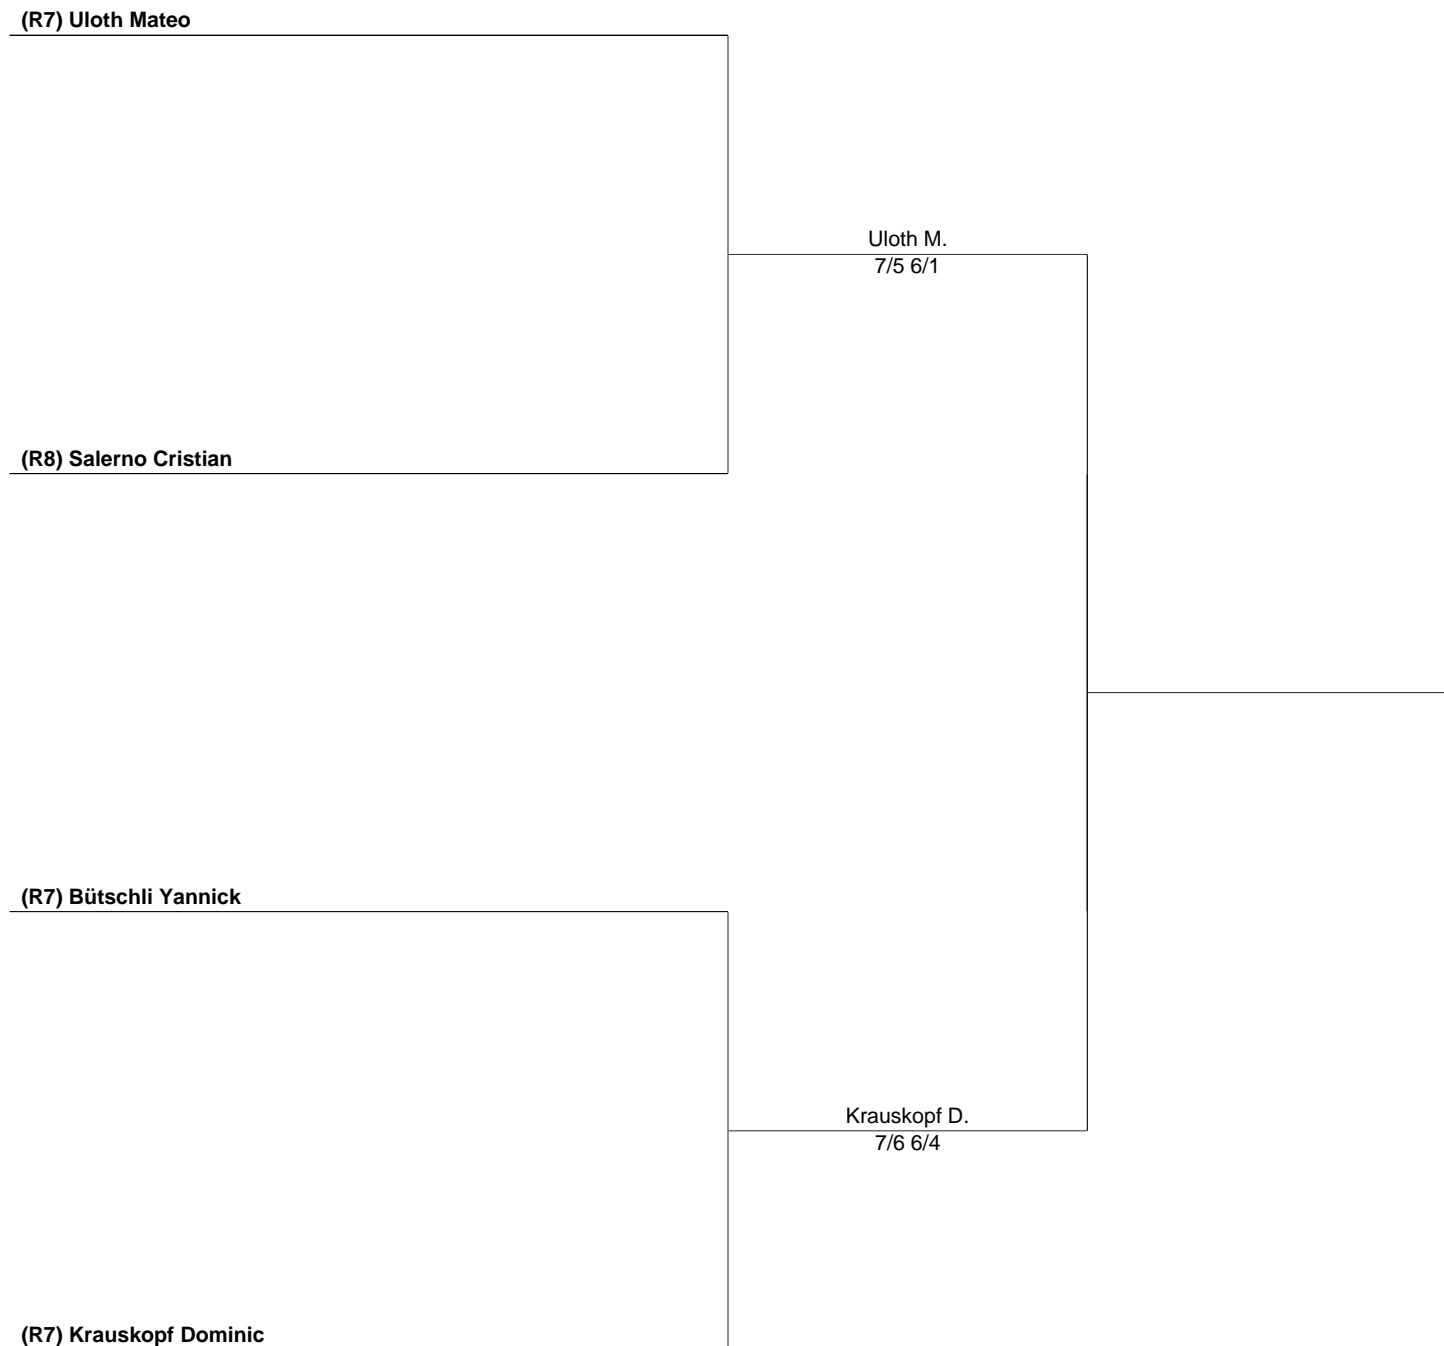 (R7) Uloth Mateo
Uloth M.
7/5 6/1
(R8) Salerno Cristian
(R7) Bütschli Yannick
Krauskopf D.
7/6 6/4
(R7) Krauskopf Dominic